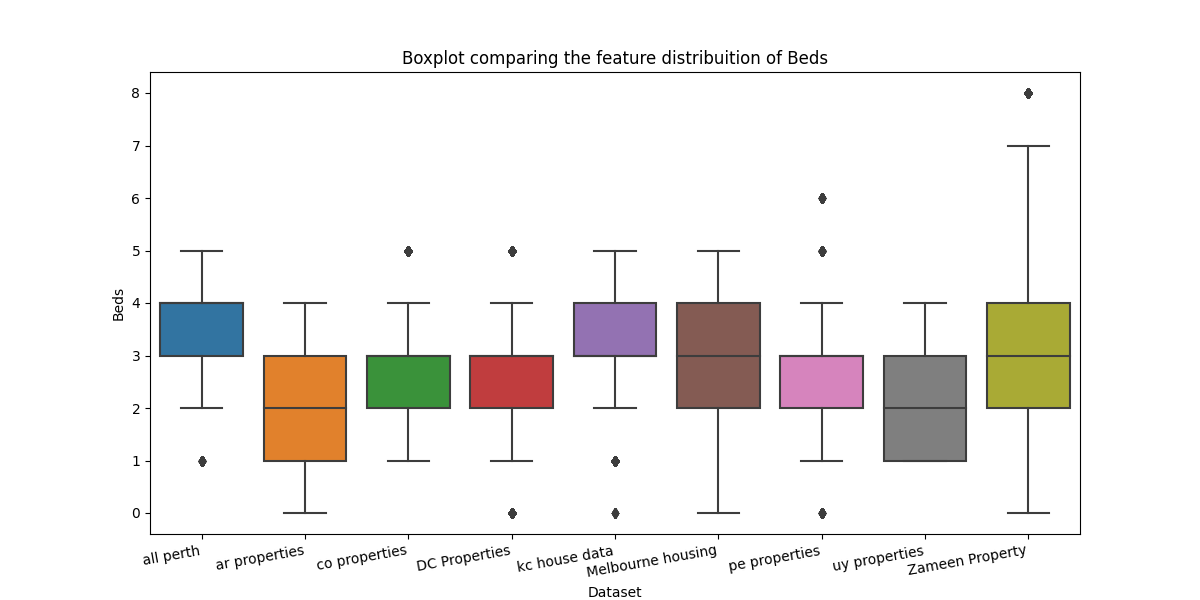 Boxplot comparing the feature distribuition of Beds
Beds
8
7
6
5
4
3
2
1
0
all perth
ar properties
co properties
DC Properties
kc house data
Melbourne housing
pe properties
uy properties
Zameen Property
Dataset